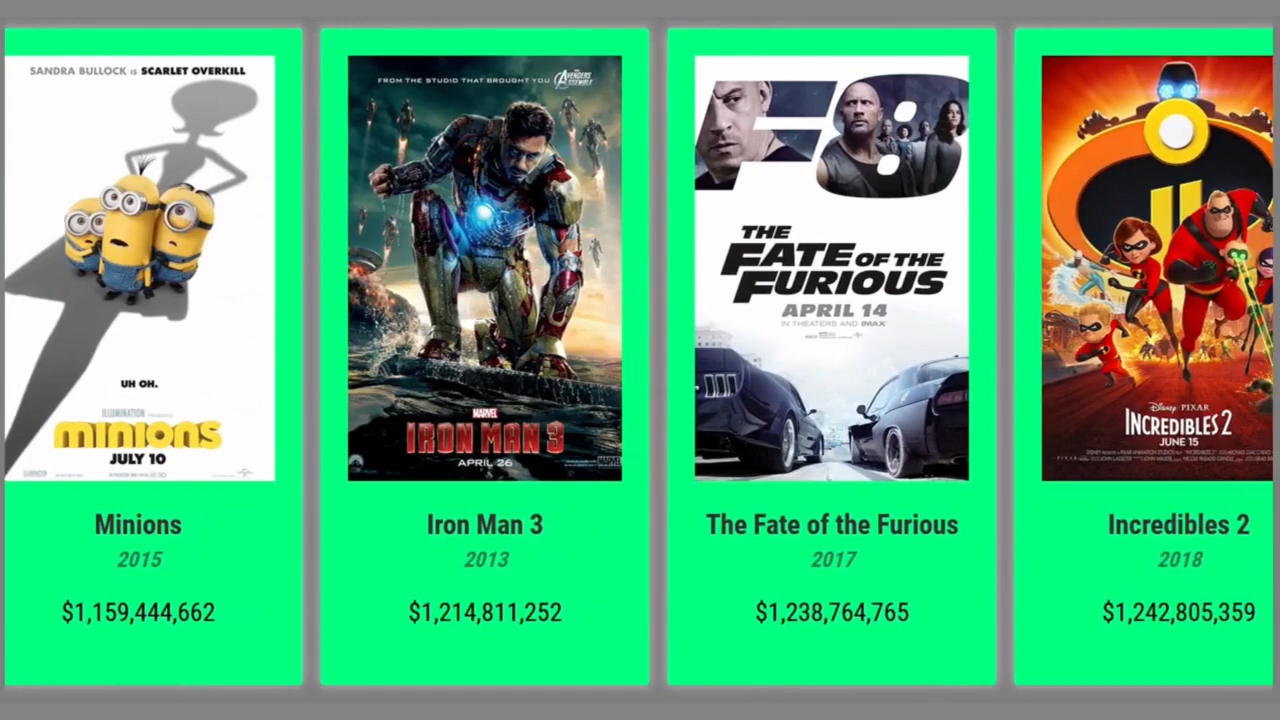 SANDRA BULLOCK IS SCARLET OVERKILL
UH OH.
ILLUMINATION
minions
JULY 10
Minions
2015
$1,159,444,662
FROM THE STUDIO THAT BROUGHT YOU AVENGERS ASSEMBLE
MARVEL
IRON MAN 3
APRIL 26
Iron Man 3
2013
$1,214,811,252
F8
THE
FATE OF THE
FURIOUS
APRIL 14
IN THEATERS AND IMAX
The Fate of the Furious
2017
$1,238,764,765
Disney PIXAR
INCREDIBLES 2
JUNE 15
Incredibles 2
2018
$1,242,805,359